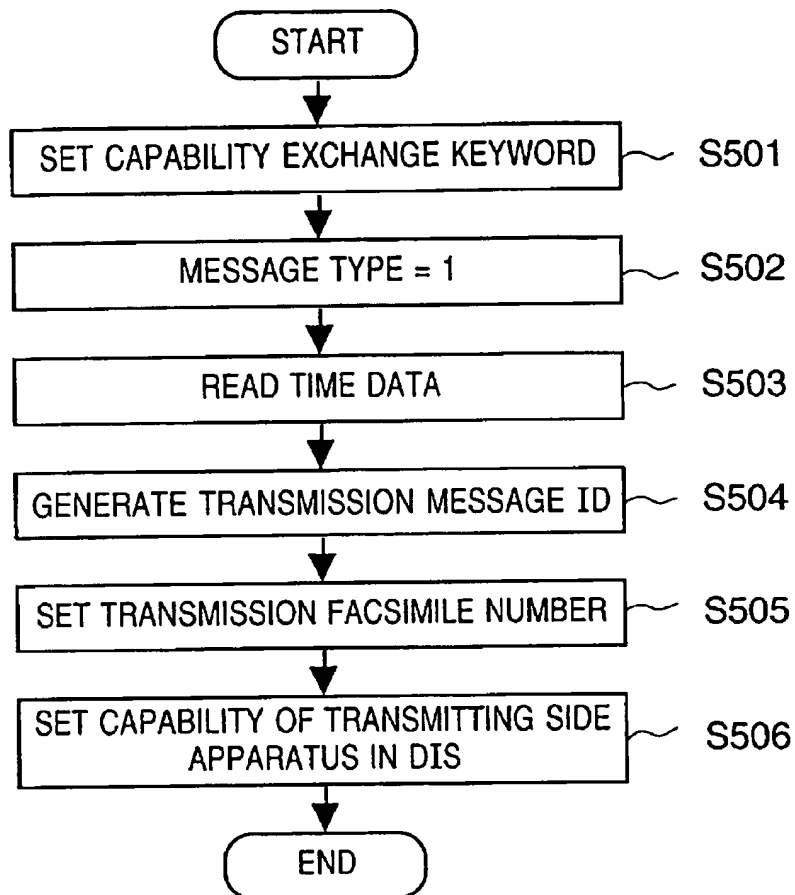 START
SET CAPABILITY EXCHANGE KEYWORD
S501
MESSAGE TYPE = 1
S502
READ TIME DATA
S503
GENERATE TRANSMISSION MESSAGE ID
S504
SET TRANSMISSION FACSIMILE NUMBER
S505
SET CAPABILITY OF TRANSMITTING SIDE
APPARATUS IN DIS
S506
END